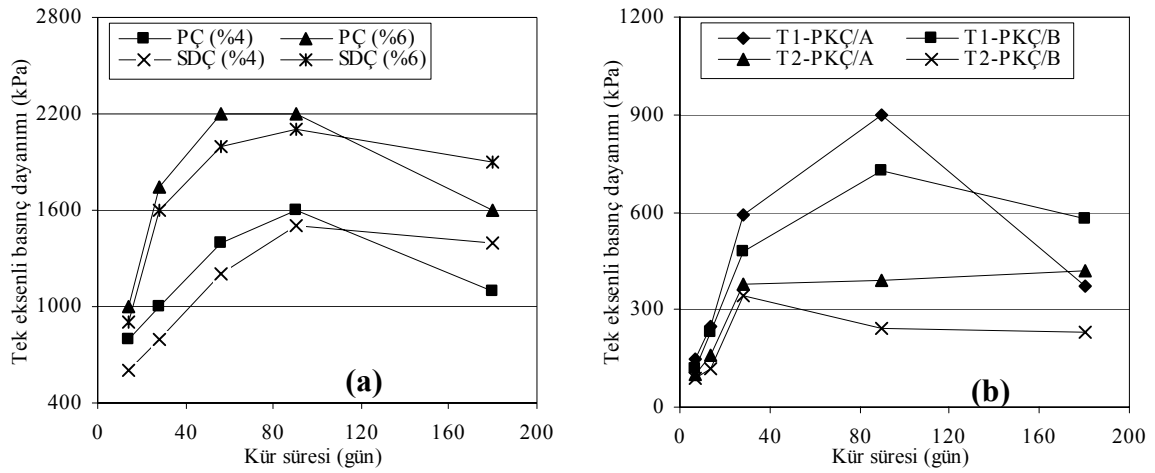 Tek eksenli basınç dayanımı (kPa)
2800
2200
1600
1000
400
PÇ (%4)
PÇ (%6)
SDÇ (%4)
SDÇ (%6)
(a)
0
40
80
120
160
200
Kür süresi (gün)
Tek eksenli basınç dayanımı (kPa)
1200
900
600
300
0
T1-PKÇ/A
T1-PKÇ/B
T2-PKÇ/A
T2-PKÇ/B
(b)
0
40
80
120
160
200
Kür süresi (gün)